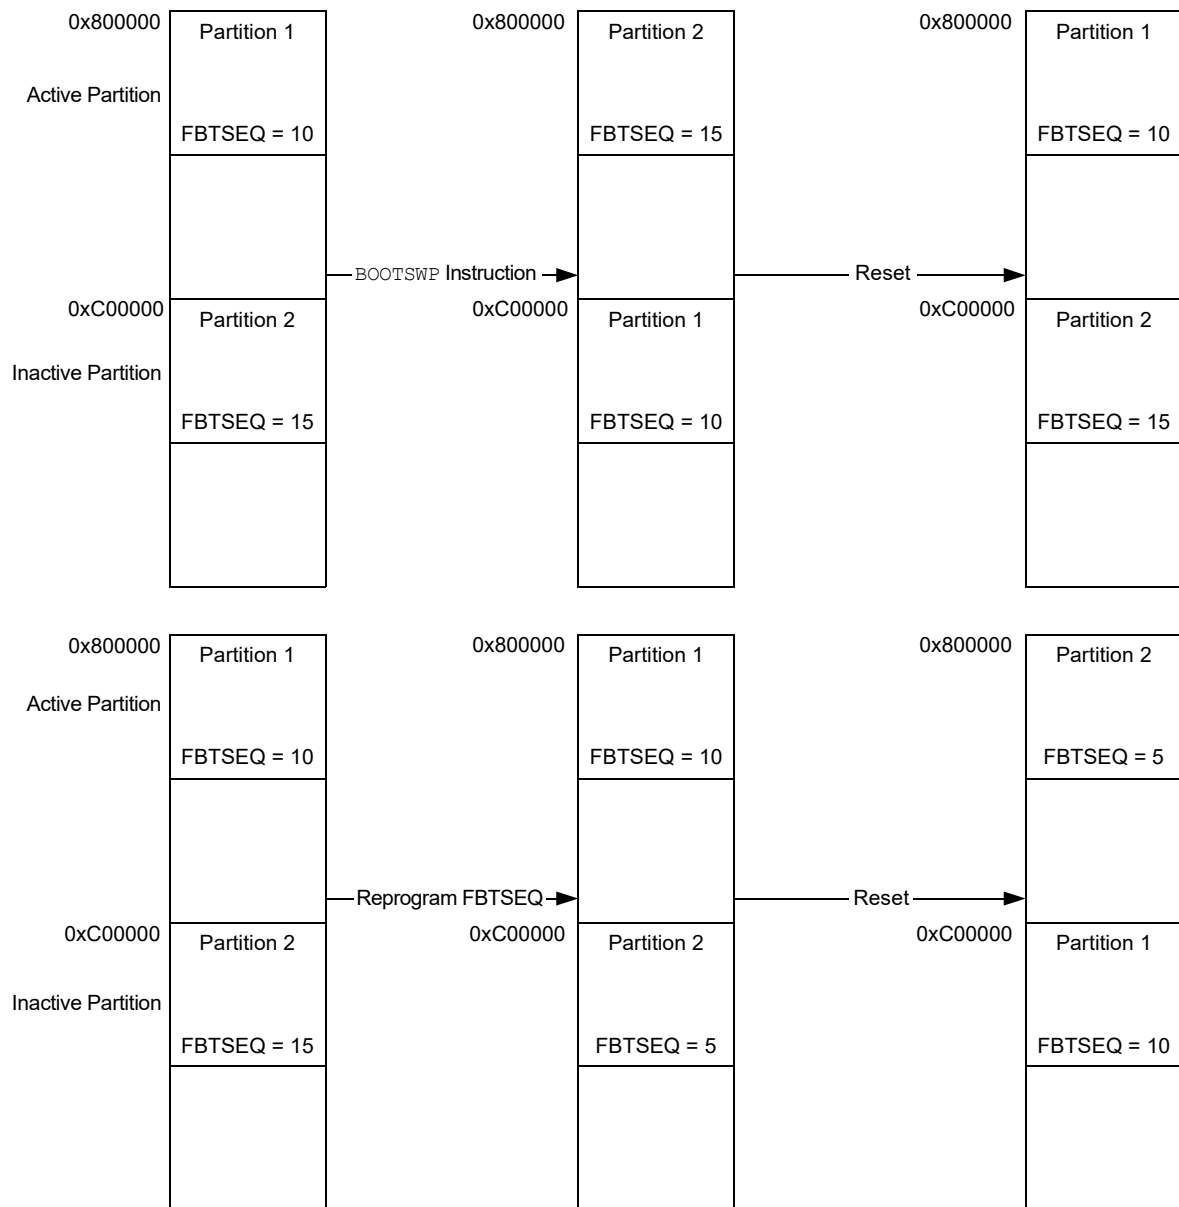 0x800000 Partition 1 0x800000 Partition 2 0x800000 Partition 1
Active Partition
FBTSEQ = 10 FBTSEQ = 15 FBTSEQ = 10
BOOTSWP Instruction Reset
0xC00000 Partition 2 0xC00000 Partition 1 0xC00000 Partition 2
Inactive Partition
FBTSEQ = 15 FBTSEQ = 10 FBTSEQ = 15
0x800000 Partition 1 0x800000 Partition 1 0x800000 Partition 2
Active Partition
FBTSEQ = 10 FBTSEQ = 10 FBTSEQ = 5
Reprogram FBTSEQ Reset
0xC00000 Partition 2 0xC00000 Partition 2 0xC00000 Partition 1
Inactive Partition
FBTSEQ = 15 FBTSEQ = 5 FBTSEQ = 10